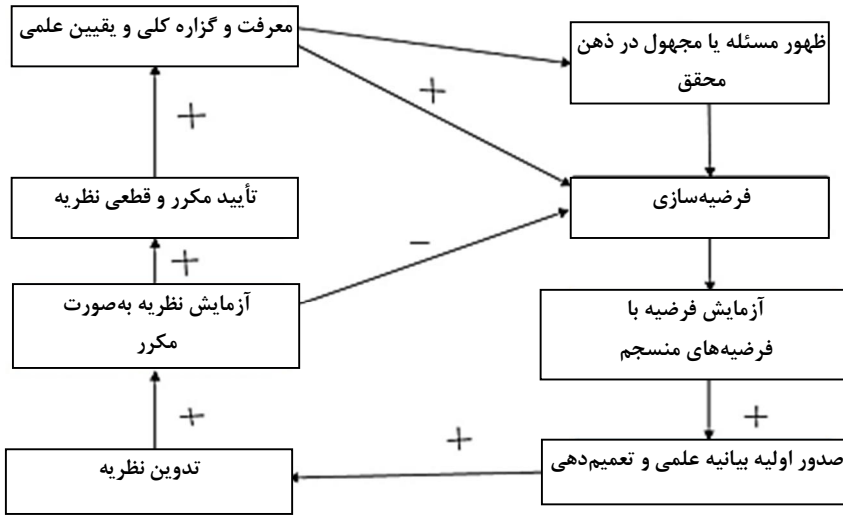 معرفت و گزاره کلی و یقیین علمی
ظهور مسئله یا مجهول در ذهن
محقق
+
+
تأیید مکرر و قطعی نظریه
فرضیه‌سازی
−
+
آزمایش نظریه به‌صورت
مکرر
آزمایش فرضیه با
فرضیه‌های منسجم
+
+
+
صدور اولیه بیانیه علمی و تعمیم‌دهی
تدوین نظریه